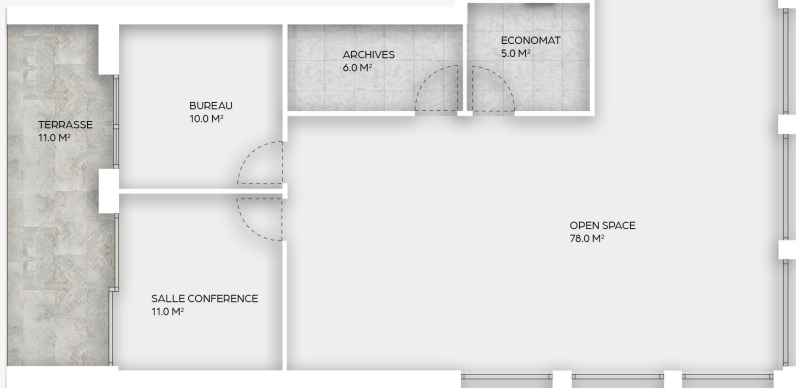 ARCHIVES
6.0 M²
ECONOMAT
5.0 M²
BUREAU
10.0 M²
TERRASSE
11.0 M²
OPEN SPACE
78.0 M²
SALLE CONFERENCE
11.0 M²